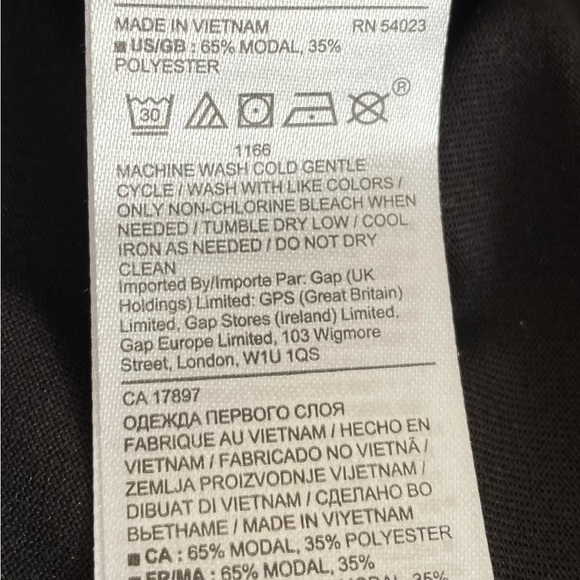 MADE IN VIETNAM RN 54023
US/GB : 65% MODAL, 35%
POLYESTER
30
®
1166
MACHINE WASH COLD GENTLE
CYCLE / WASH WITH LIKE COLORS /
ONLY NON-CHLORINE BLEACH WHEN
NEEDED / TUMBLE DRY LOW / COOL
IRON AS NEEDED / DO NOT DRY
CLEAN
Imported By/Importe Par: Gap (UK
Holdings) Limited: GPS (Great Britain)
Limited, Gap Stores (Ireland) Limited,
Gap Europe Limited, 103 Wigmore
Street, London, W1U 1QS
CA 17897
ОДЕЖДА ПЕРВОГО СЛОЯ
FABRIQUE AU VIETNAM / HECHO EN
VIETNAM / FABRICADO NO VIETNÃ /
ZEMLJA PROIZVODNJE VIJETNAM /
DIBUAT DI VIETNAM / СДЕЛАНО ВО
ВЬЕТНАМЕ / MADE IN VIYETNAM
CA : 65% MODAL, 35% POLYESTER
FR/MA : 65% MODAL, 35%
MODAL, 35%